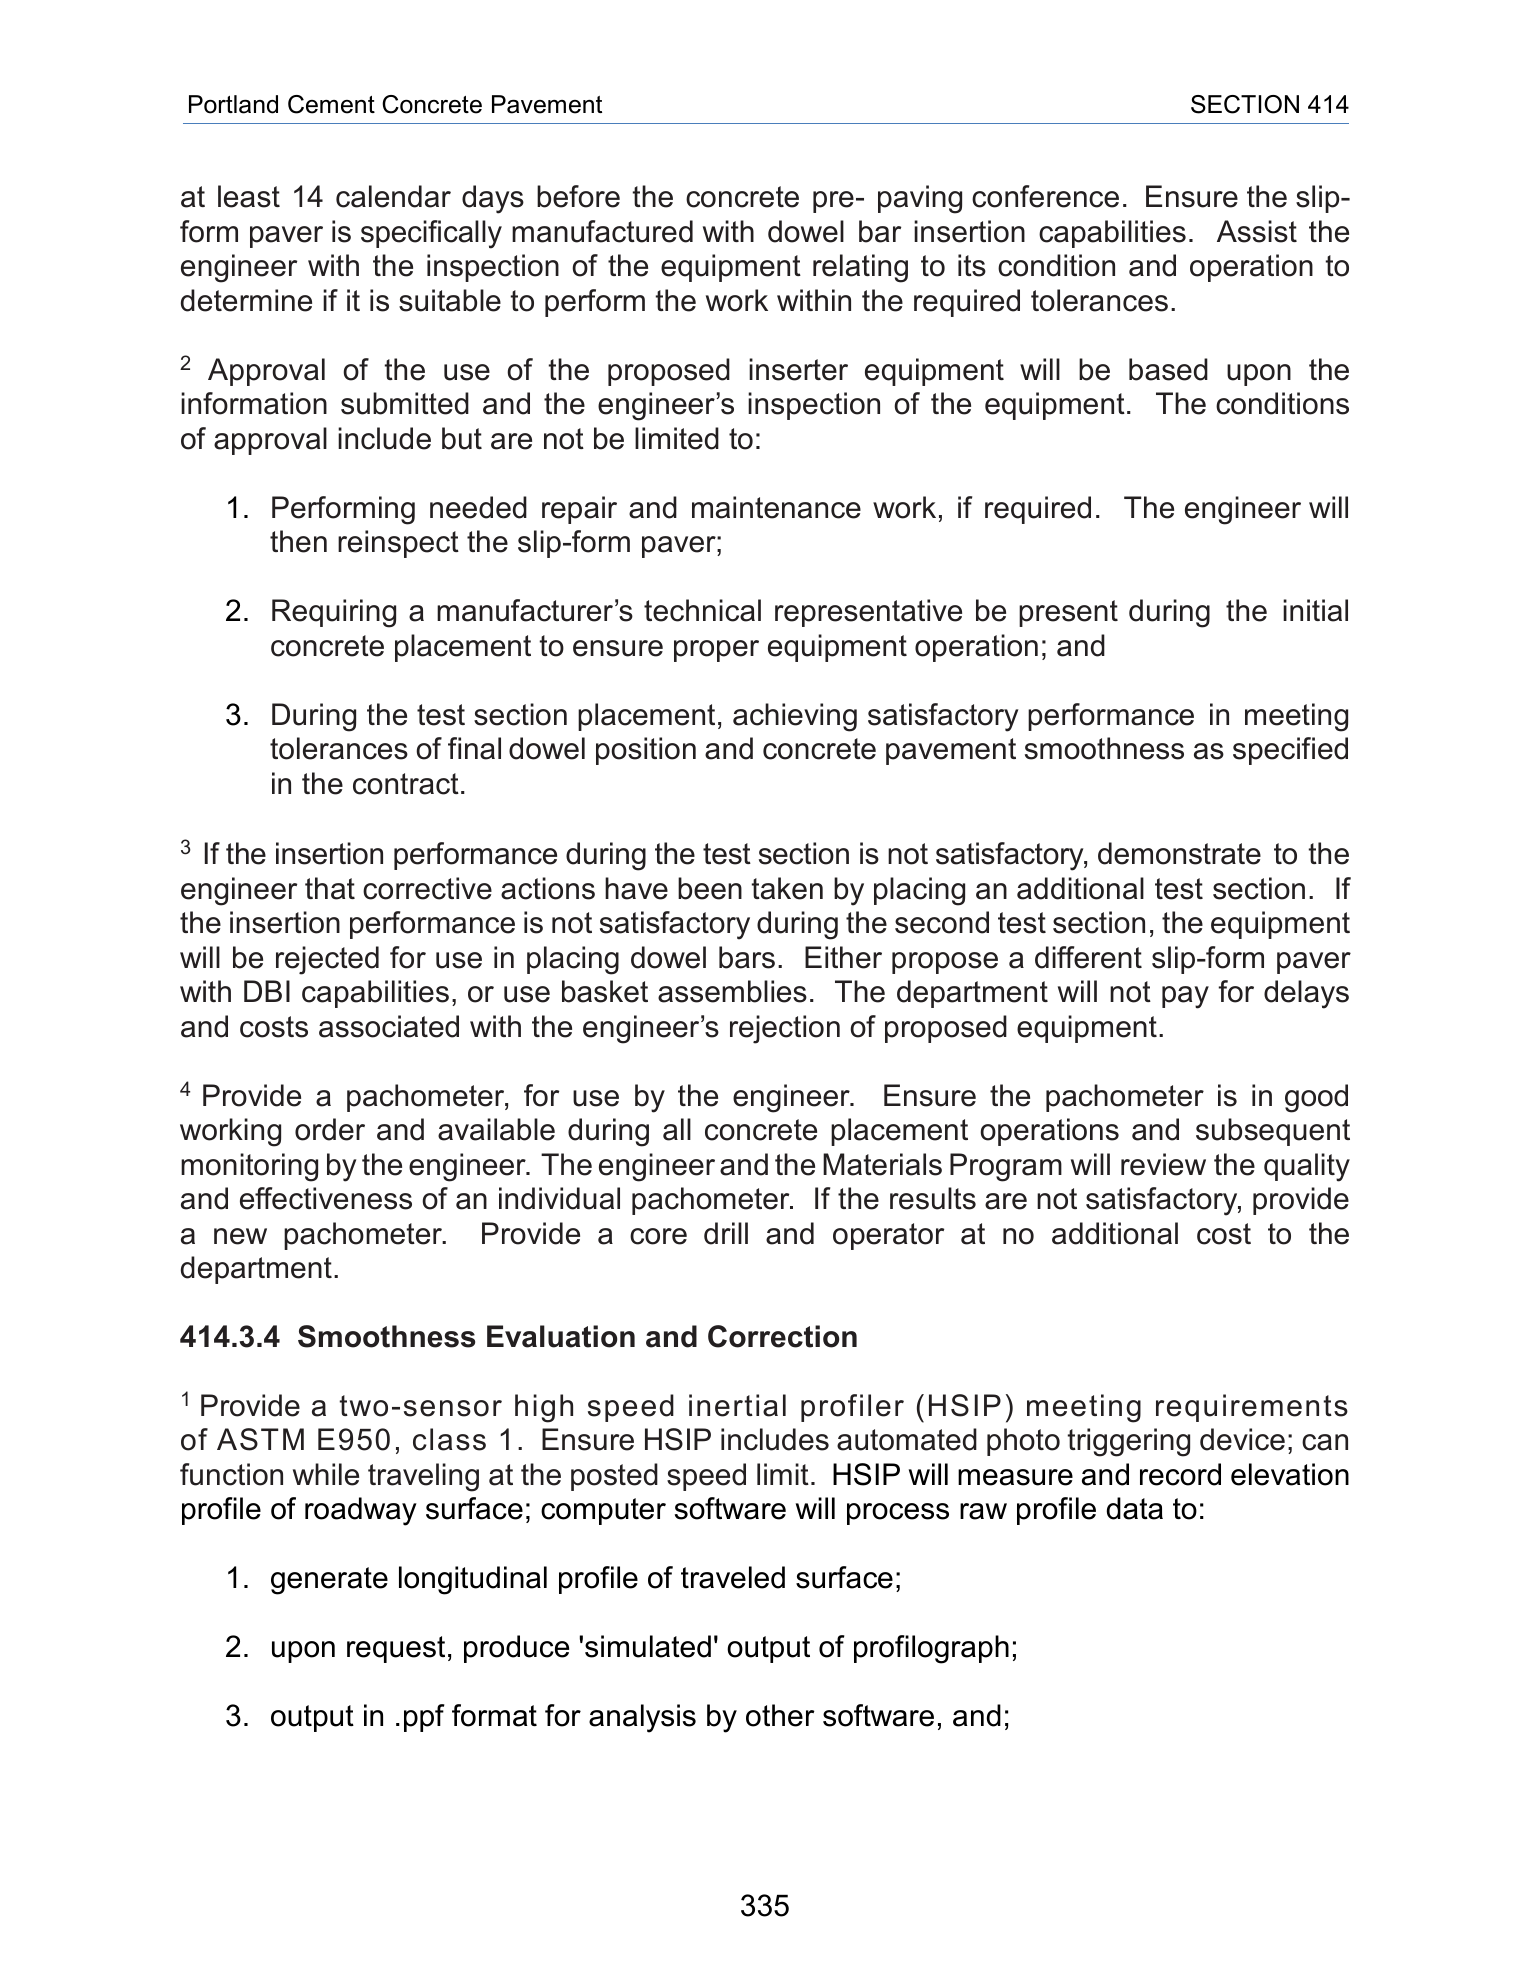 Portland Cement Concrete Pavement SECTION 414
at least 14 calendar days before the concrete pre- paving conference. Ensure the slip-
form paver is specifically manufactured with dowel bar insertion capabilities. Assist the
engineer with the inspection of the equipment relating to its condition and operation to
determine if it is suitable to perform the work within the required tolerances.
2 Approval of the use of the proposed inserter equipment will be based upon the
information submitted and the engineer’s inspection of the equipment. The conditions
of approval include but are not be limited to:
1. Performing needed repair and maintenance work, if required. The engineer will
then reinspect the slip-form paver;
2. Requiring a manufacturer’s technical representative be present during the initial
concrete placement to ensure proper equipment operation; and
3. During the test section placement, achieving satisfactory performance in meeting
tolerances of final dowel position and concrete pavement smoothness as specified
in the contract.
3 If the insertion performance during the test section is not satisfactory, demonstrate to the
engineer that corrective actions have been taken by placing an additional test section. If
the insertion performance is not satisfactory during the second test section, the equipment
will be rejected for use in placing dowel bars. Either propose a different slip-form paver
with DBI capabilities, or use basket assemblies. The department will not pay for delays
and costs associated with the engineer’s rejection of proposed equipment.
4 Provide a pachometer, for use by the engineer. Ensure the pachometer is in good
working order and available during all concrete placement operations and subsequent
monitoring by the engineer. The engineer and the Materials Program will review the quality
and effectiveness of an individual pachometer. If the results are not satisfactory, provide
a new pachometer. Provide a core drill and operator at no additional cost to the
department.
414.3.4 Smoothness Evaluation and Correction
1 Provide a two-sensor high speed inertial profiler (HSIP) meeting requirements
of ASTM E950, class 1. Ensure HSIP includes automated photo triggering device; can
function while traveling at the posted speed limit. HSIP will measure and record elevation
profile of roadway surface; computer software will process raw profile data to:
1. generate longitudinal profile of traveled surface;
2. upon request, produce 'simulated' output of profilograph;
3. output in .ppf format for analysis by other software, and;
335